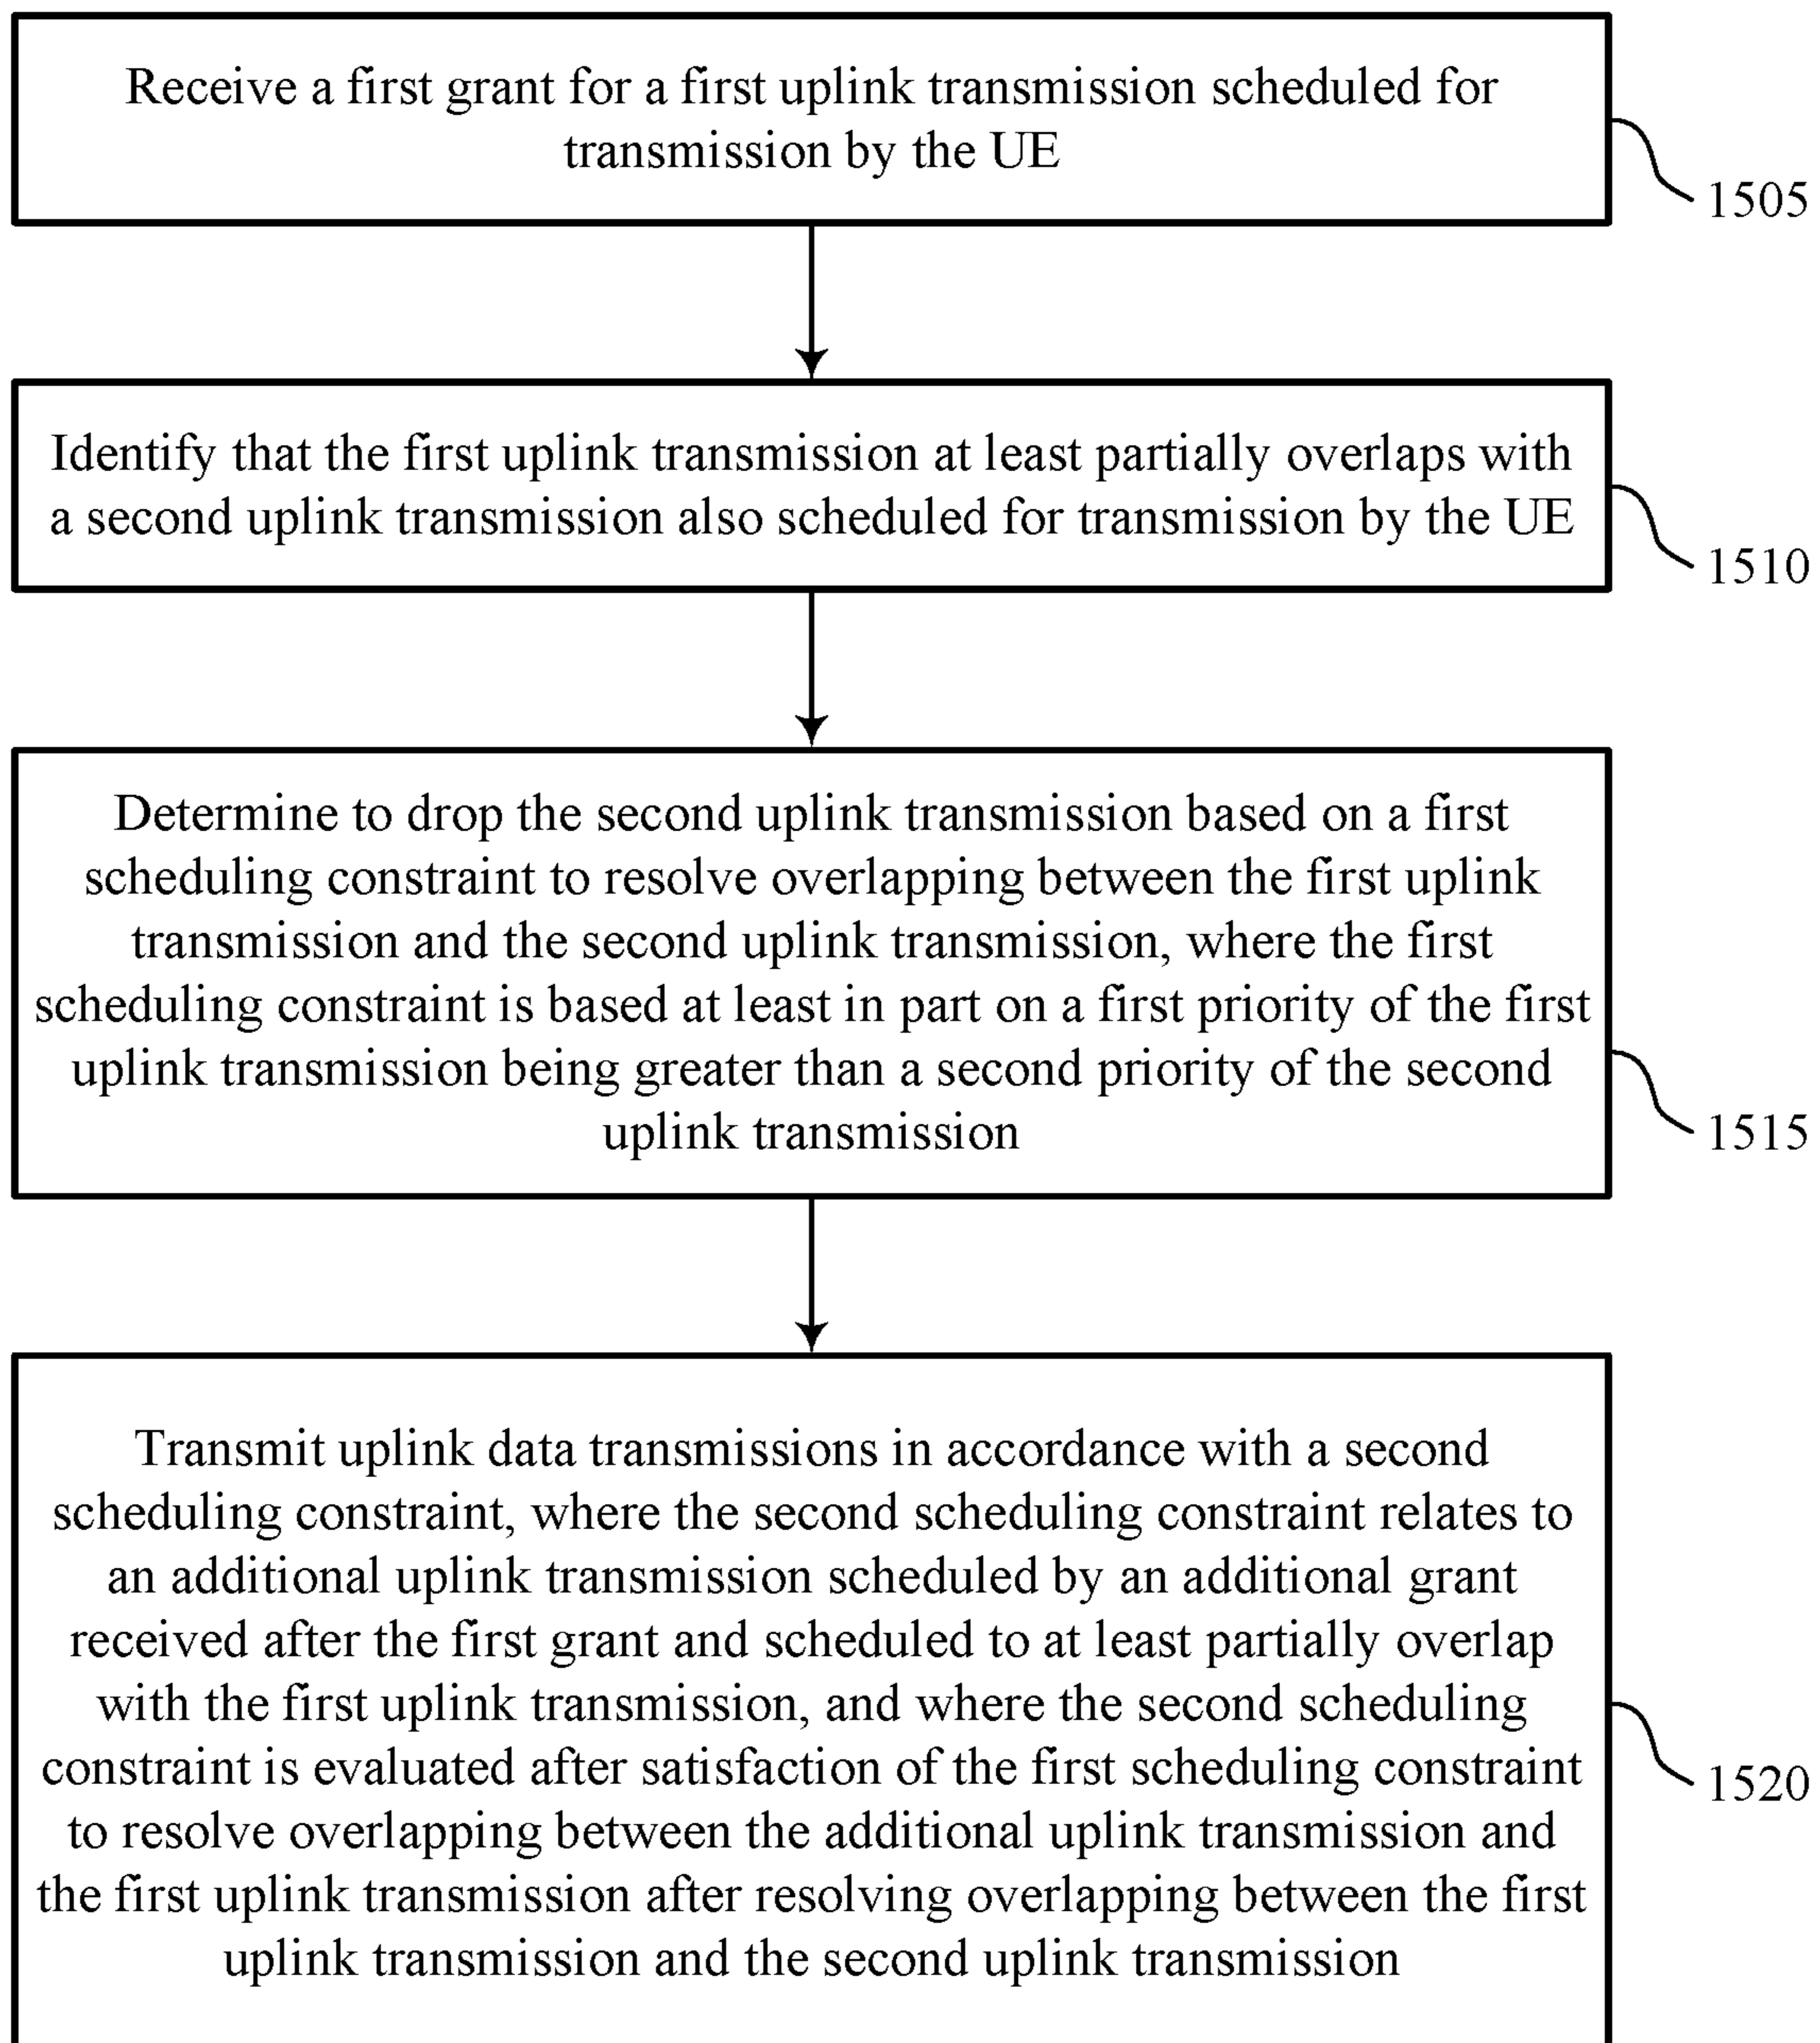 Receive a first grant for a first uplink transmission scheduled for
transmission by the UE
1505
Identify that the first uplink transmission at least partially overlaps with
a second uplink transmission also scheduled for transmission by the UE
1510
Determine to drop the second uplink transmission based on a first
scheduling constraint to resolve overlapping between the first uplink
transmission and the second uplink transmission, where the first
scheduling constraint is based at least in part on a first priority of the first
uplink transmission being greater than a second priority of the second
uplink transmission
1515
Transmit uplink data transmissions in accordance with a second
scheduling constraint, where the second scheduling constraint relates to
an additional uplink transmission scheduled by an additional grant
received after the first grant and scheduled to at least partially overlap
with the first uplink transmission, and where the second scheduling
constraint is evaluated after satisfaction of the first scheduling constraint
to resolve overlapping between the additional uplink transmission and
the first uplink transmission after resolving overlapping between the first
uplink transmission and the second uplink transmission
1520